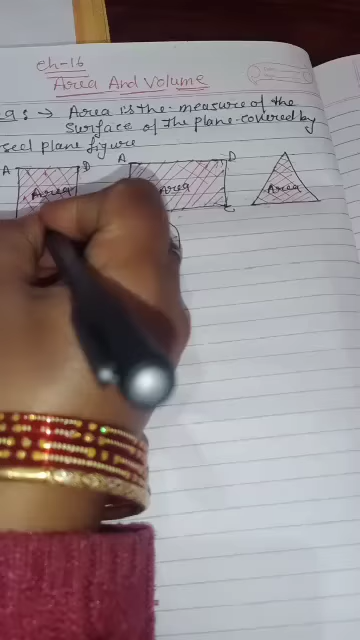 ch-16
Area And Volume
Area is the measure of the
surface of the plane covered by
plane figure
A D A D
Area Area Area
C